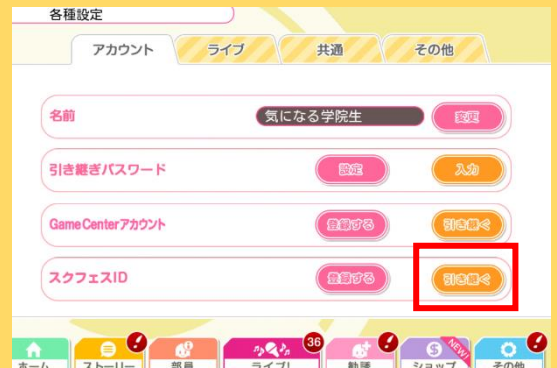 各種設定
アカウント ライブ 共通 その他
名前 気になる学院生 変更
引き継ぎパスワード 設定 入力
Game Centerアカウント 登録する 引き継ぐ
スクフェスID 登録する 引き継ぐ
36 NEW!
ホーム ストーリー 部員 ライブ! 勧誘 ショップ その他